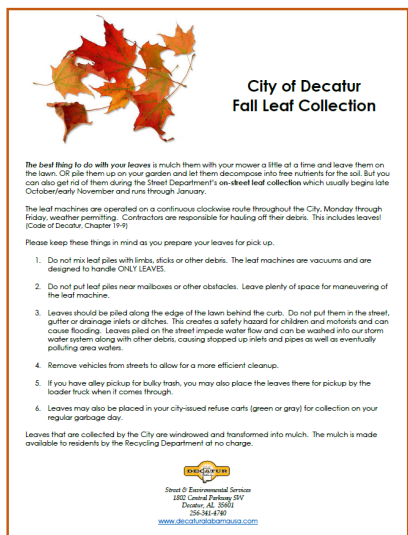 City of Decatur
Fall Leaf Collection
The best thing to do with your leaves is mulch them with your mower a little at a time and leave them on
the lawn. OR pile them up on your garden and let them decompose into free nutrients for the soil. But you
can also get rid of them during the Street Department's on-street leaf collection which usually begins late
October/early November and runs through January.
The leaf machines are operated on a continuous clockwise route throughout the City, Monday through
Friday, weather permitting. Contractors are responsible for hauling off their debris. This includes leaves!
(Code of Decatur, Chapter 19-9)
Please keep these things in mind as you prepare your leaves for pick up.
1. Do not mix leaf piles with limbs, sticks or other debris. The leaf machines are vacuums and are
designed to handle ONLY LEAVES.
2. Do not put leaf piles near mailboxes or other obstacles. Leave plenty of space for maneuvering of
the leaf machine.
3. Leaves should be piled along the edge of the lawn behind the curb. Do not put them in the street,
gutter or drainage inlets or ditches. This creates a safety hazard for children and motorists and can
cause flooding. Leaves piled on the street impede water flow and can be washed into our storm
water system along with other debris, causing stopped up inlets and pipes as well as eventually
polluting area waters.
4. Remove vehicles from streets to allow for a more efficient cleanup.
5. If you have alley pickup for bulky trash, you may also place the leaves there for pickup by the
loader truck when it comes through.
6. Leaves may also be placed in your city-issued refuse carts (green or gray) for collection on your
regular garbage day.
Leaves that are collected by the City are windrowed and transformed into mulch. The mulch is made
available to residents by the Recycling Department at no charge.
DECATUR
Street & Environmental Services
1802 Central Parkway SW
Decatur, AL 35601
256-341-4740
www.decaturalabamausa.com